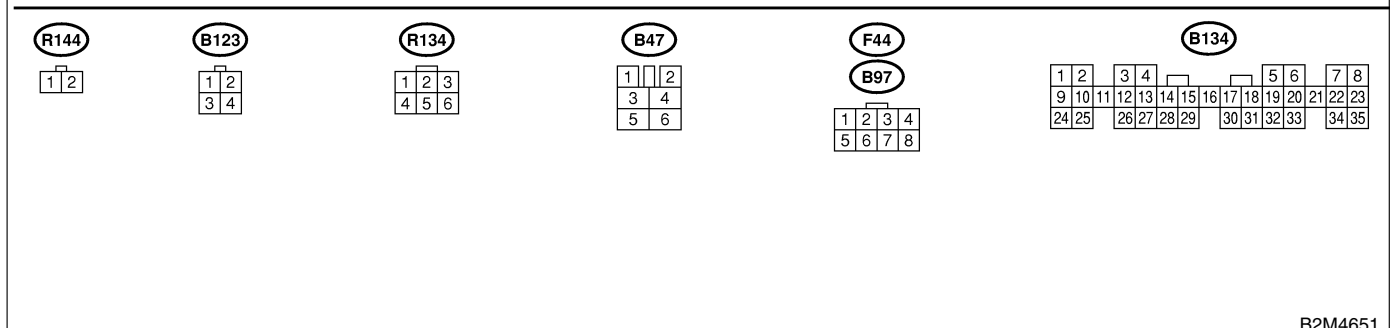 R144 B123 R134 B47 F44 B134
B97
1 2 1 2 1 2 3 1 2 1 2 3 4 5 6 7 8
3 4 4 5 6 3 4 9 10 11 12 13 14 15 16 17 18 19 20 21 22 23
5 6 1 2 3 4 24 25 26 27 28 29 30 31 32 33 34 35
5 6 7 8
B2M4651